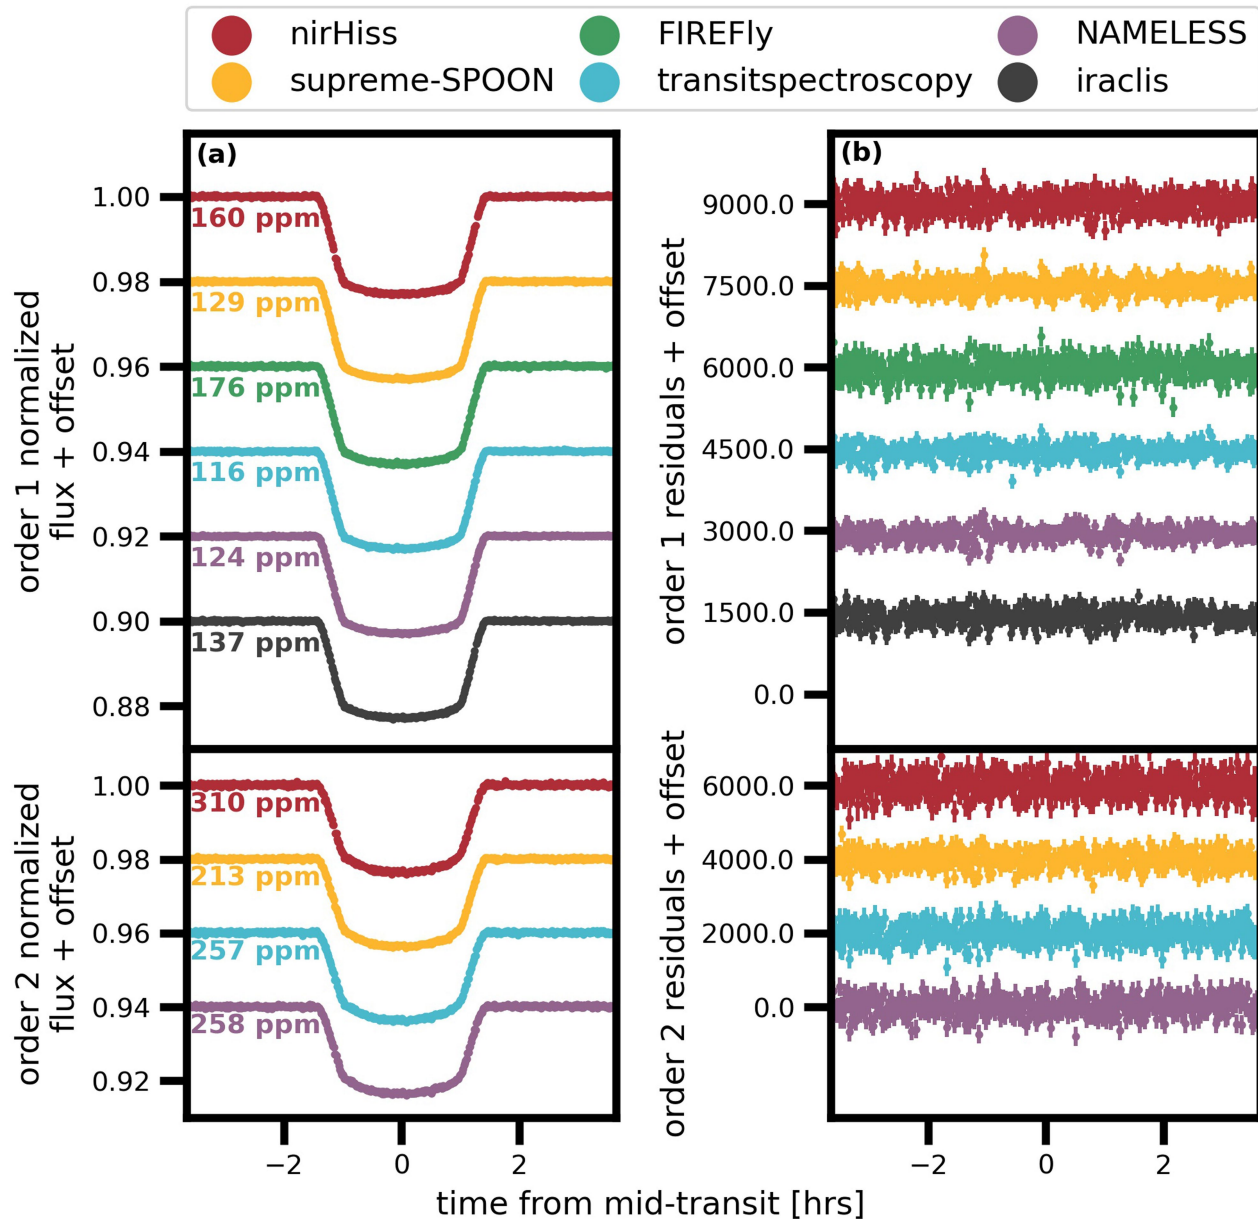 nirHiss FIREFly NAMELESS
supreme-SPOON transitspectroscopy iraclis
(a)
order 1 normalized
flux + offset
1.00
0.98
0.96
0.94
0.92
0.90
0.88
160 ppm
129 ppm
176 ppm
116 ppm
124 ppm
137 ppm
(b)
order 1 residuals + offset
9000.0
7500.0
6000.0
4500.0
3000.0
1500.0
0.0
order 2 normalized
flux + offset
1.00
0.98
0.96
0.94
0.92
310 ppm
213 ppm
257 ppm
258 ppm
order 2 residuals + offset
6000.0
4000.0
2000.0
0.0
−2 0 2
−2 0 2
time from mid-transit [hrs]